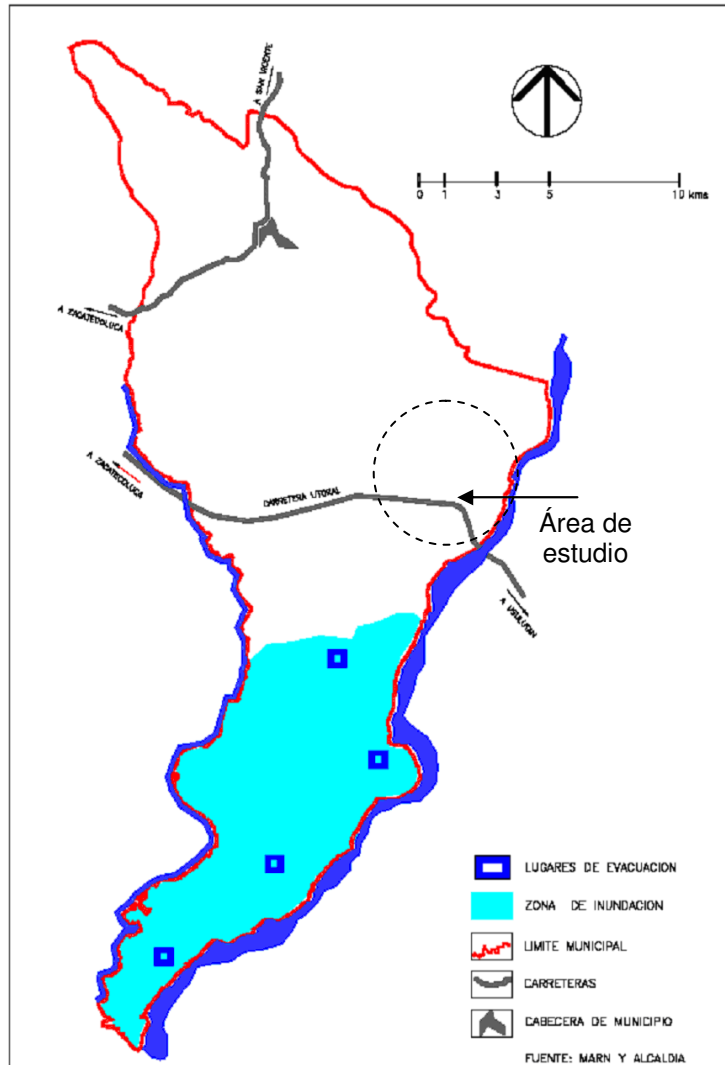 A SAN VICENTE
0 1 3 5 10 kms
A ZACATECOLUCA
A ZACATECOLUCA
CARRETERA LITORAL
Área de
estudio
A USULUTAN
LUGARES DE EVACUACION
ZONA DE INUNDACION
LIMITE MUNICIPAL
CARRETERAS
CABECERA DE MUNICIPIO
FUENTE: MARN Y ALCALDIA